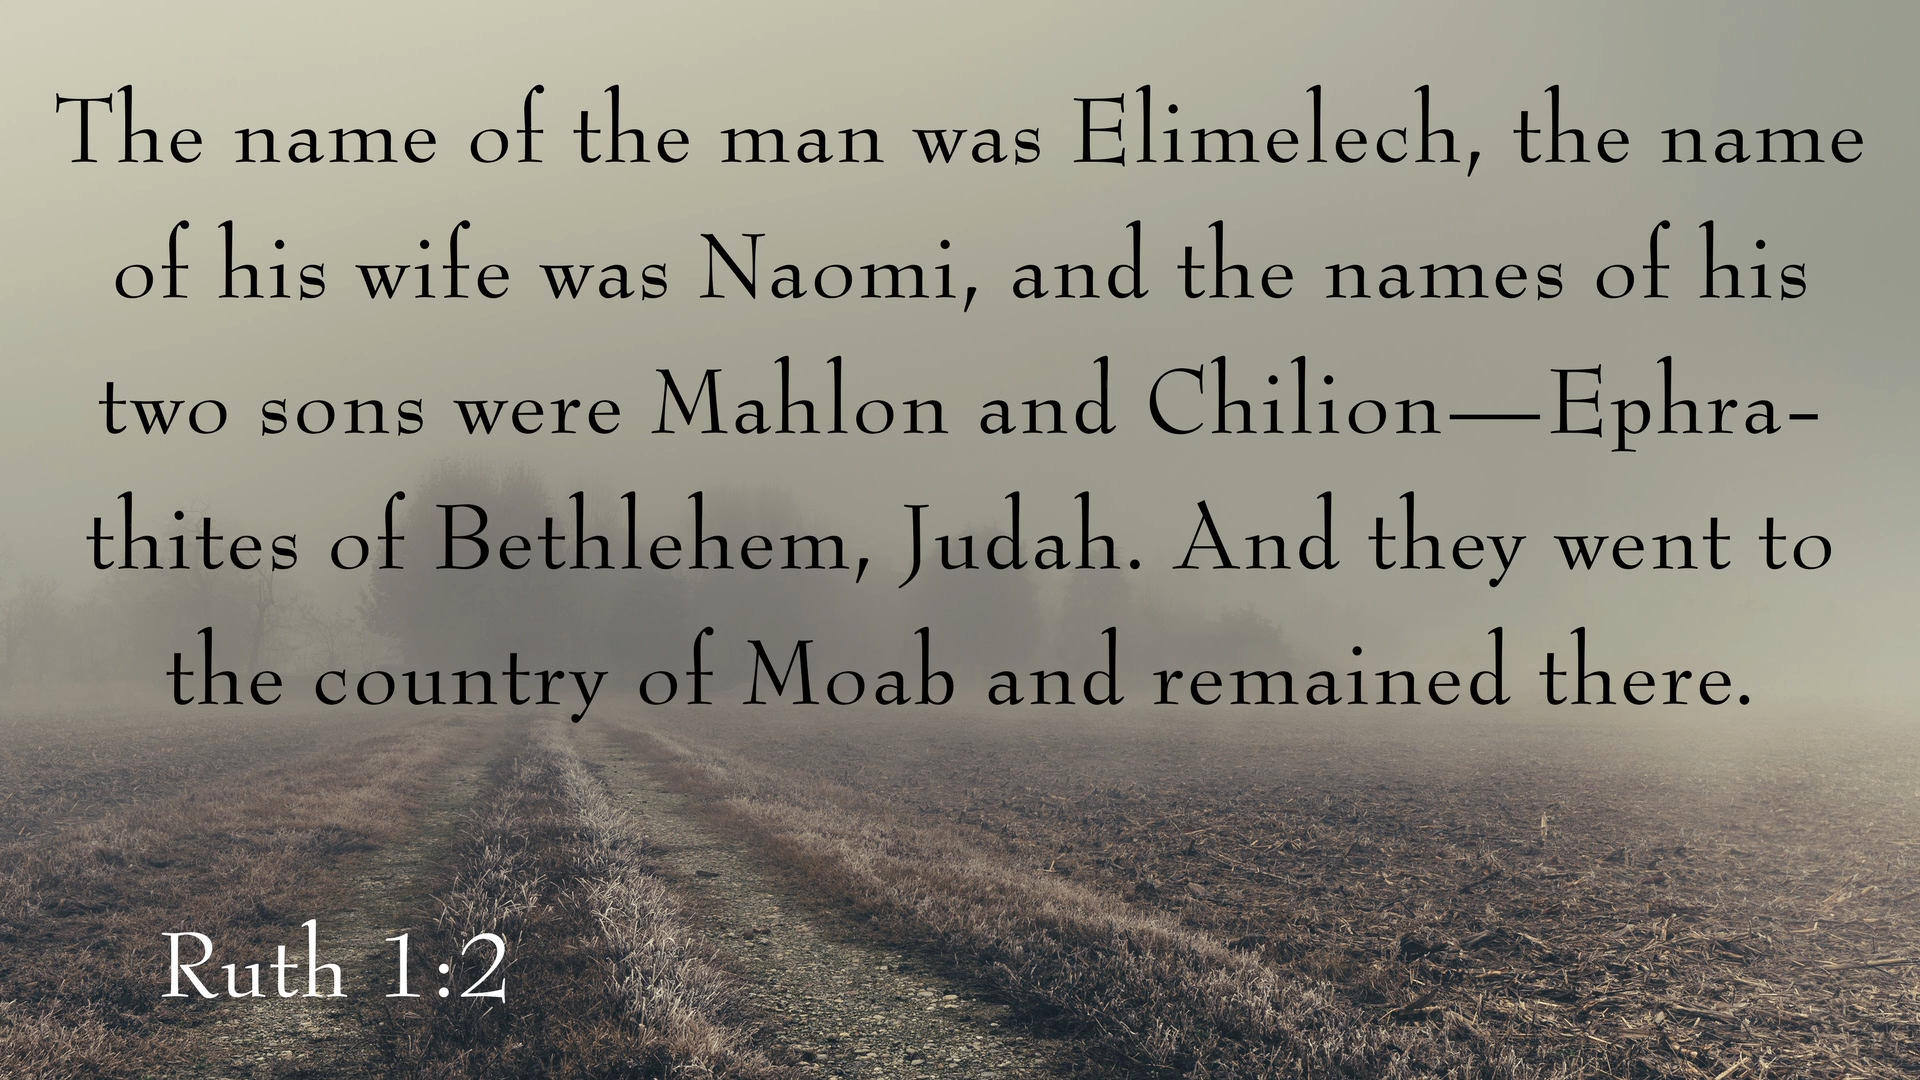 The name of the man was Elimelech, the name
of his wife was Naomi, and the names of his
two sons were Mahlon and Chilion—Ephra-
thites of Bethlehem, Judah. And they went to
the country of Moab and remained there.
Ruth 1:2